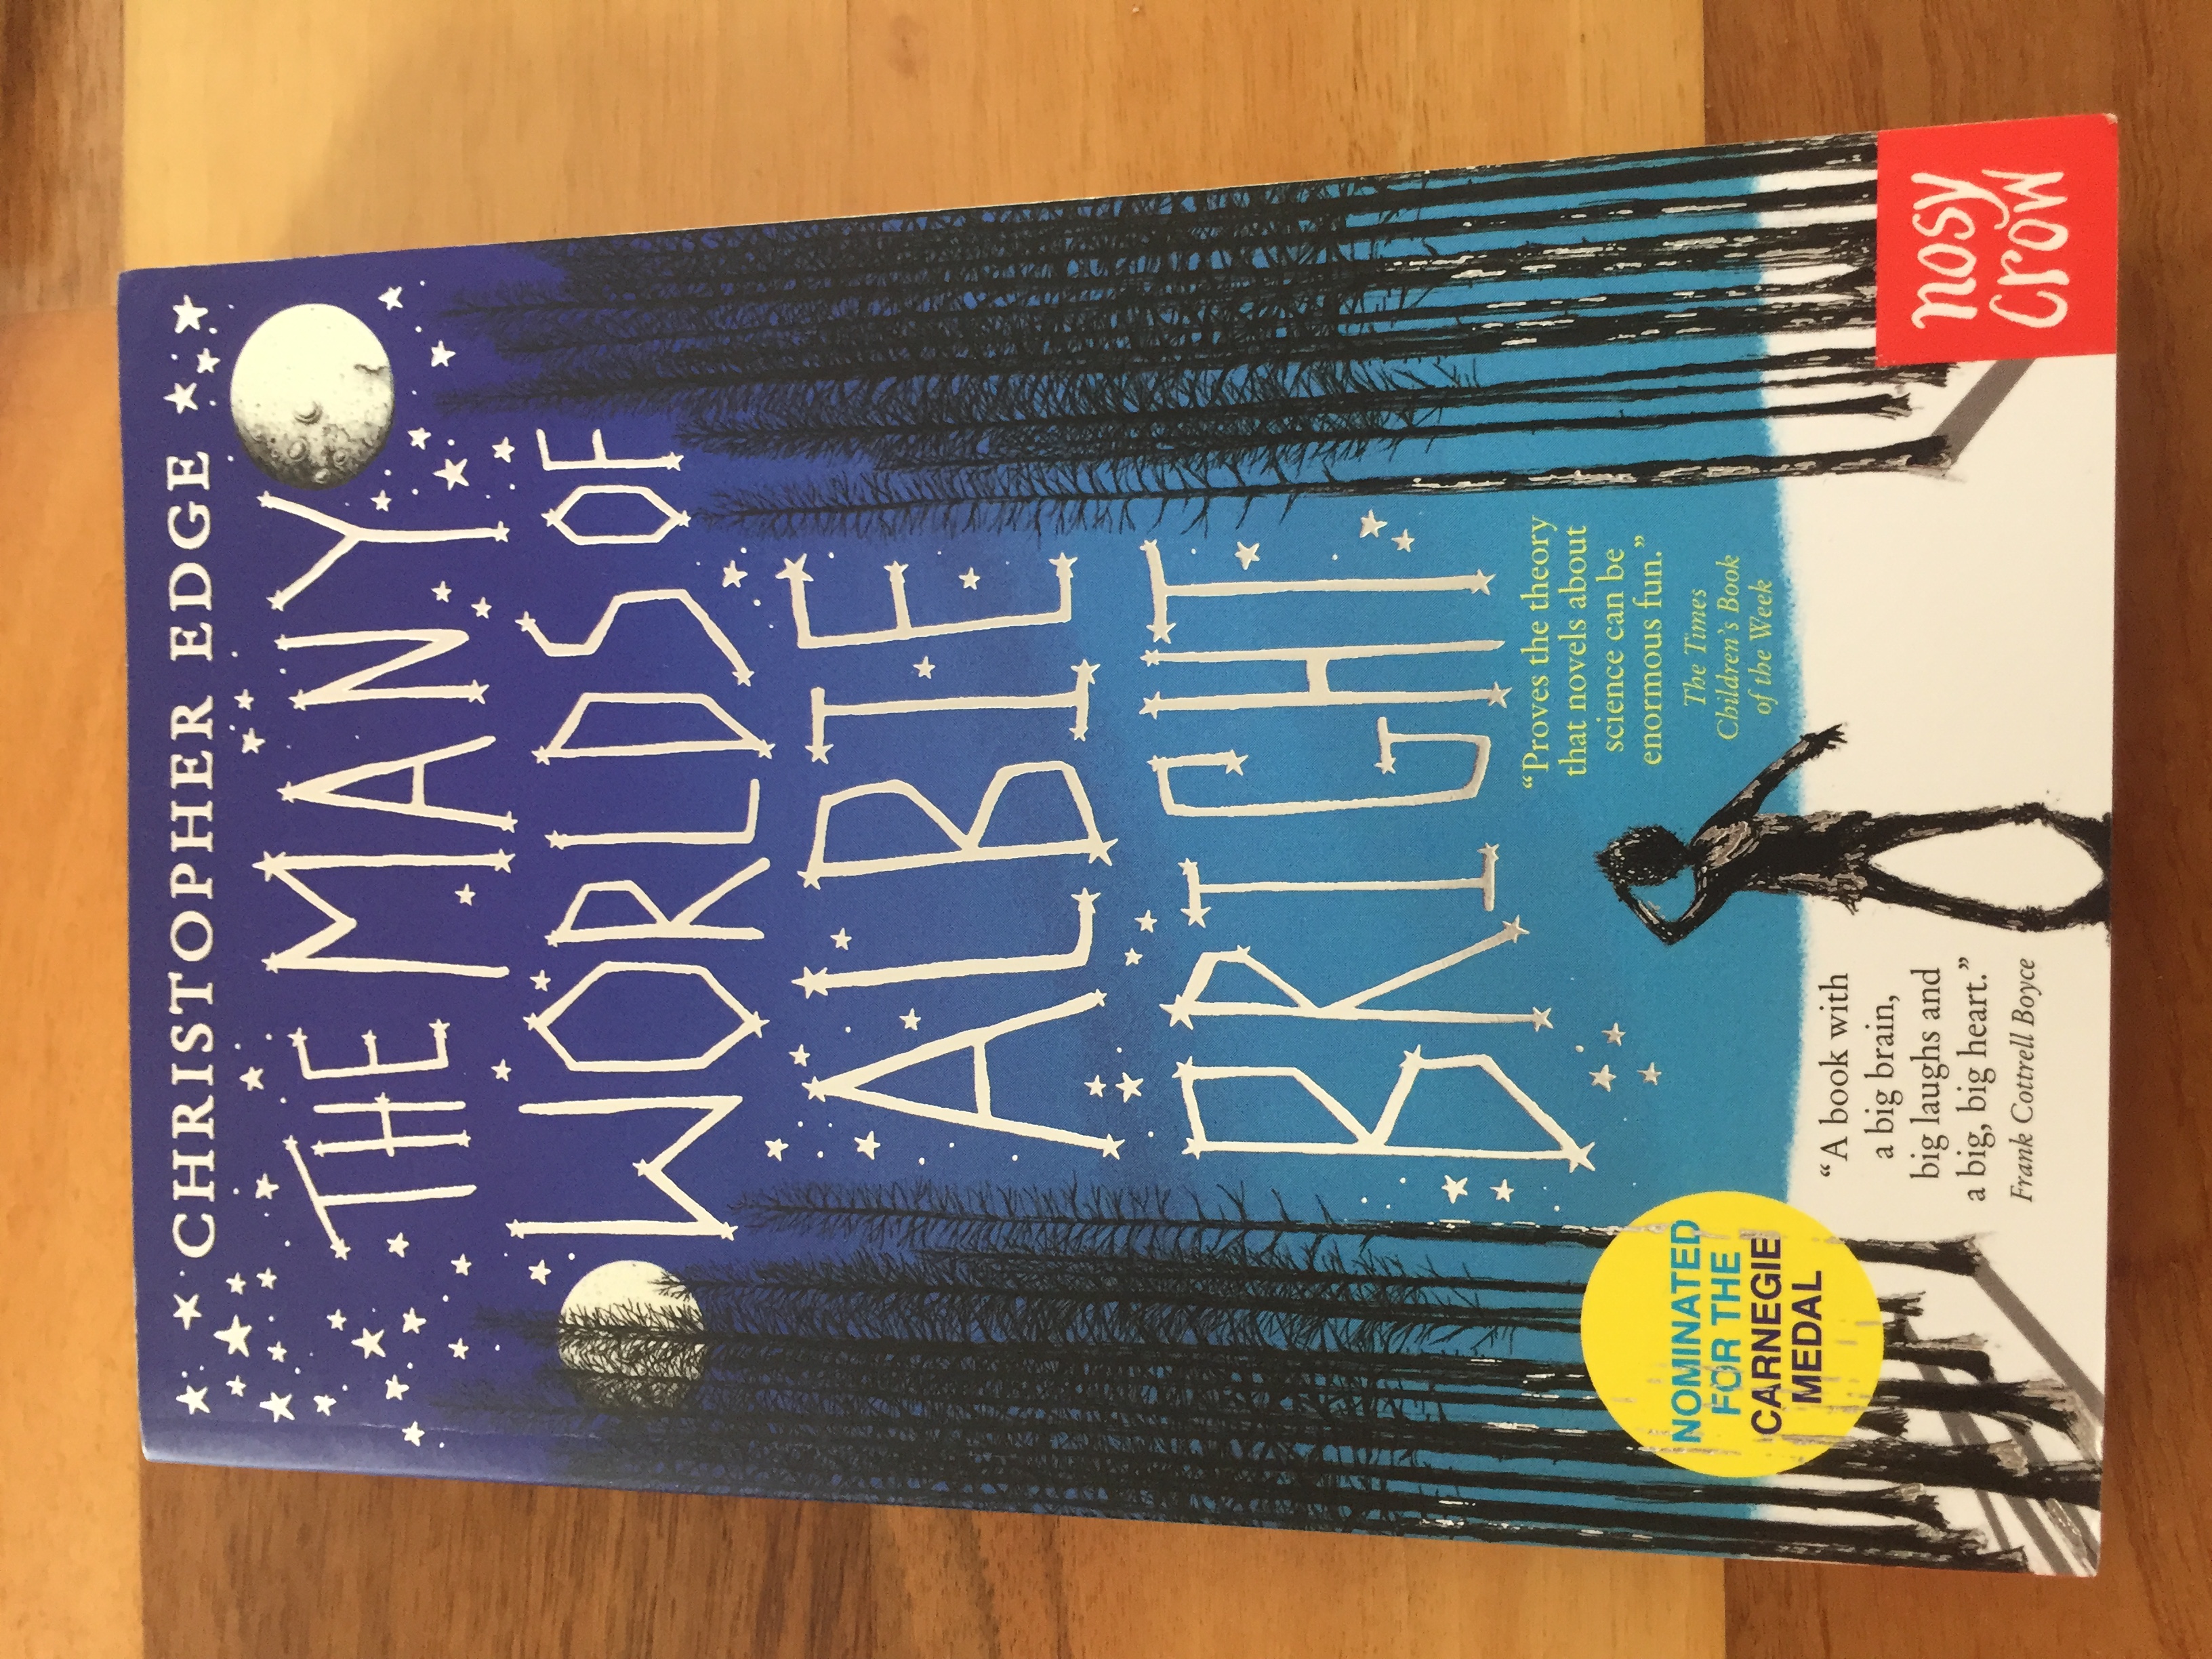 CHRISTOPHER EDGE
THE MANY
WORLDS OF
ALBIE
BRIGHT
“Proves the theory
that novels about
science can be
enormous fun.”
The Times
Children’s Book
of the Week
NOMINATED
FOR THE
CARNEGIE
MEDAL
“A book with
a big brain,
big laughs and
a big, big heart.”
Frank Cottrell Boyce
nosy
crow